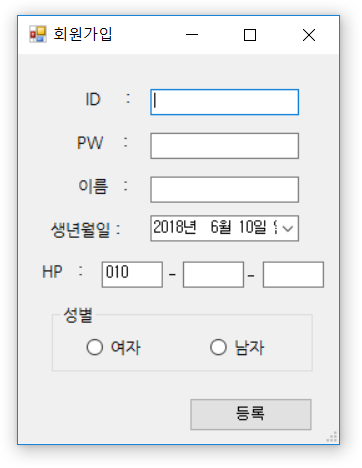 회원가입
ID :
PW :
이름 :
생년월일 :
2018년 6월 10일
HP : 010 - -
성별
여자 남자
등록